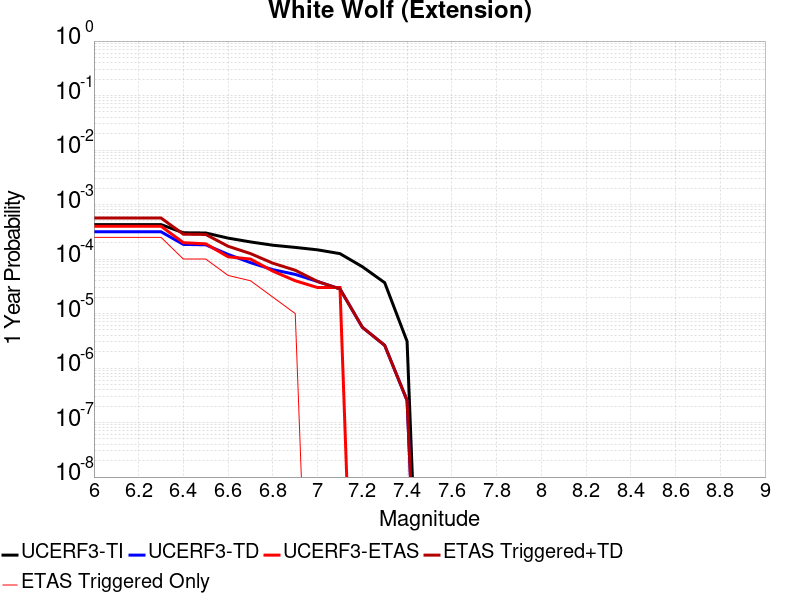 White Wolf (Extension)
10^0
10^-1
10^-2
10^-3
10^-4
10^-5
10^-6
10^-7
10^-8
1 Year Probability
6 6.2 6.4 6.6 6.8 7 7.2 7.4 7.6 7.8 8 8.2 8.4 8.6 8.8 9
Magnitude
UCERF3-TI UCERF3-TD UCERF3-ETAS ETAS Triggered+TD
ETAS Triggered Only